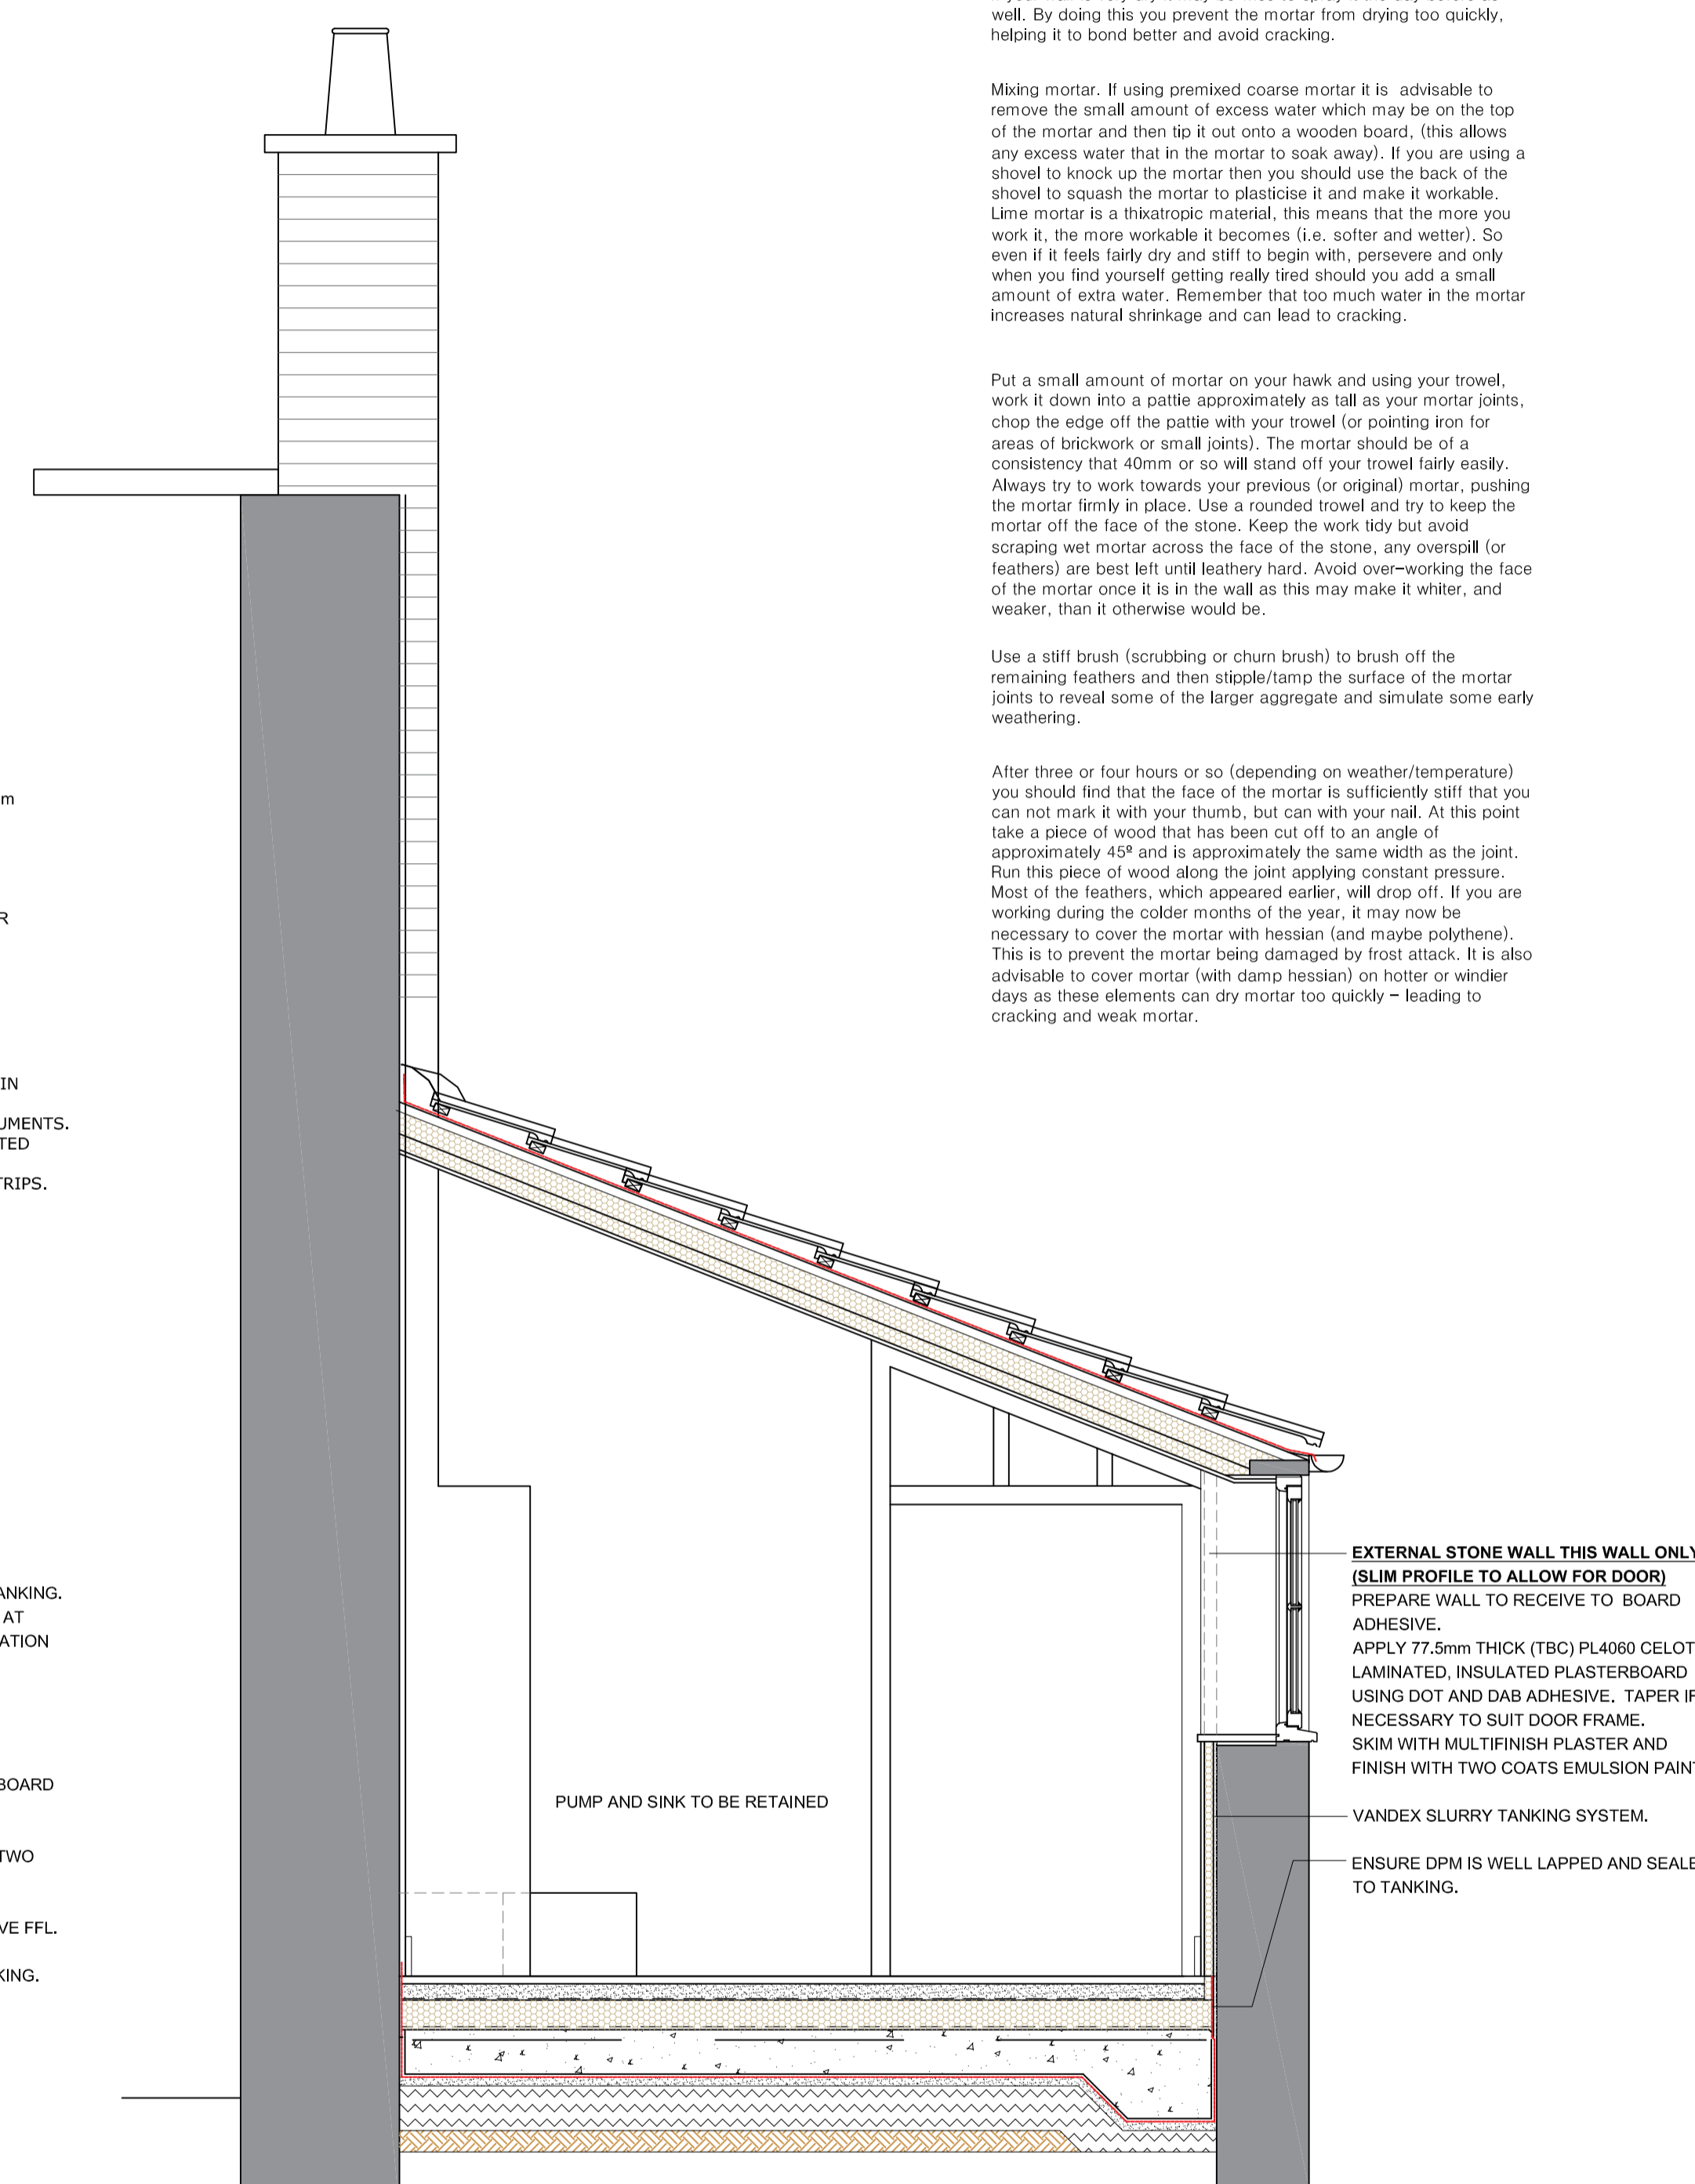 well. By doing this you prevent the mortar from drying too quickly,
helping it to bond better and avoid cracking.
Mixing mortar. If using premixed coarse mortar it is advisable to
remove the small amount of excess water which may be on the top
of the mortar and then tip it out onto a wooden board, (this allows
any excess water that in the mortar to soak away). If you are using a
shovel to knock up the mortar then you should use the back of the
shovel to squash the mortar to plasticise it and make it workable.
Lime mortar is a thixatropic material, this means that the more you
work it, the more workable it becomes (i.e. softer and wetter). So
even if it feels fairly dry and stiff to begin with, persevere and only
when you find yourself getting really tired should you add a small
amount of extra water. Remember that too much water in the mortar
increases natural shrinkage and can lead to cracking.
Put a small amount of mortar on your hawk and using your trowel,
work it down into a pattie approximately as tall as your mortar joints,
chop the edge off the pattie with your trowel (or pointing iron for
areas of brickwork or small joints). The mortar should be of a
consistency that 40mm or so will stand off your trowel fairly easily.
Always try to work towards your previous (or original) mortar, pushing
the mortar firmly in place. Use a rounded trowel and try to keep the
mortar off the face of the stone. Keep the work tidy but avoid
scraping wet mortar across the face of the stone, any overspill (or
feathers) are best left until leathery hard. Avoid over-working the face
of the mortar once it is in the wall as this may make it whiter, and
weaker, than it otherwise would be.
Use a stiff brush (scrubbing or churn brush) to brush off the
remaining feathers and then stipple/tamp the surface of the mortar
joints to reveal some of the larger aggregate and simulate some early
weathering.
After three or four hours or so (depending on weather/temperature)
you should find that the face of the mortar is sufficiently stiff that you
can not mark it with your thumb, but can with your nail. At this point
take a piece of wood that has been cut off to an angle of
approximately 45º and is approximately the same width as the joint.
Run this piece of wood along the joint applying constant pressure.
Most of the feathers, which appeared earlier, will drop off. If you are
working during the colder months of the year, it may now be
necessary to cover the mortar with hessian (and maybe polythene).
This is to prevent the mortar being damaged by frost attack. It is also
advisable to cover mortar (with damp hessian) on hotter or windier
days as these elements can dry mortar too quickly - leading to
cracking and weak mortar.
m
R
IN
UMENTS.
TED
TRIPS.
ANKING.
AT
ATION
BOARD
TWO
VE FFL.
KING.
PUMP AND SINK TO BE RETAINED
EXTERNAL STONE WALL THIS WALL ONLY
(SLIM PROFILE TO ALLOW FOR DOOR)
PREPARE WALL TO RECEIVE TO BOARD
ADHESIVE.
APPLY 77.5mm THICK (TBC) PL4060 CELOT
LAMINATED, INSULATED PLASTERBOARD
USING DOT AND DAB ADHESIVE. TAPER IF
NECESSARY TO SUIT DOOR FRAME.
SKIM WITH MULTIFINISH PLASTER AND
FINISH WITH TWO COATS EMULSION PAINT
VANDEX SLURRY TANKING SYSTEM.
ENSURE DPM IS WELL LAPPED AND SEALE
TO TANKING.